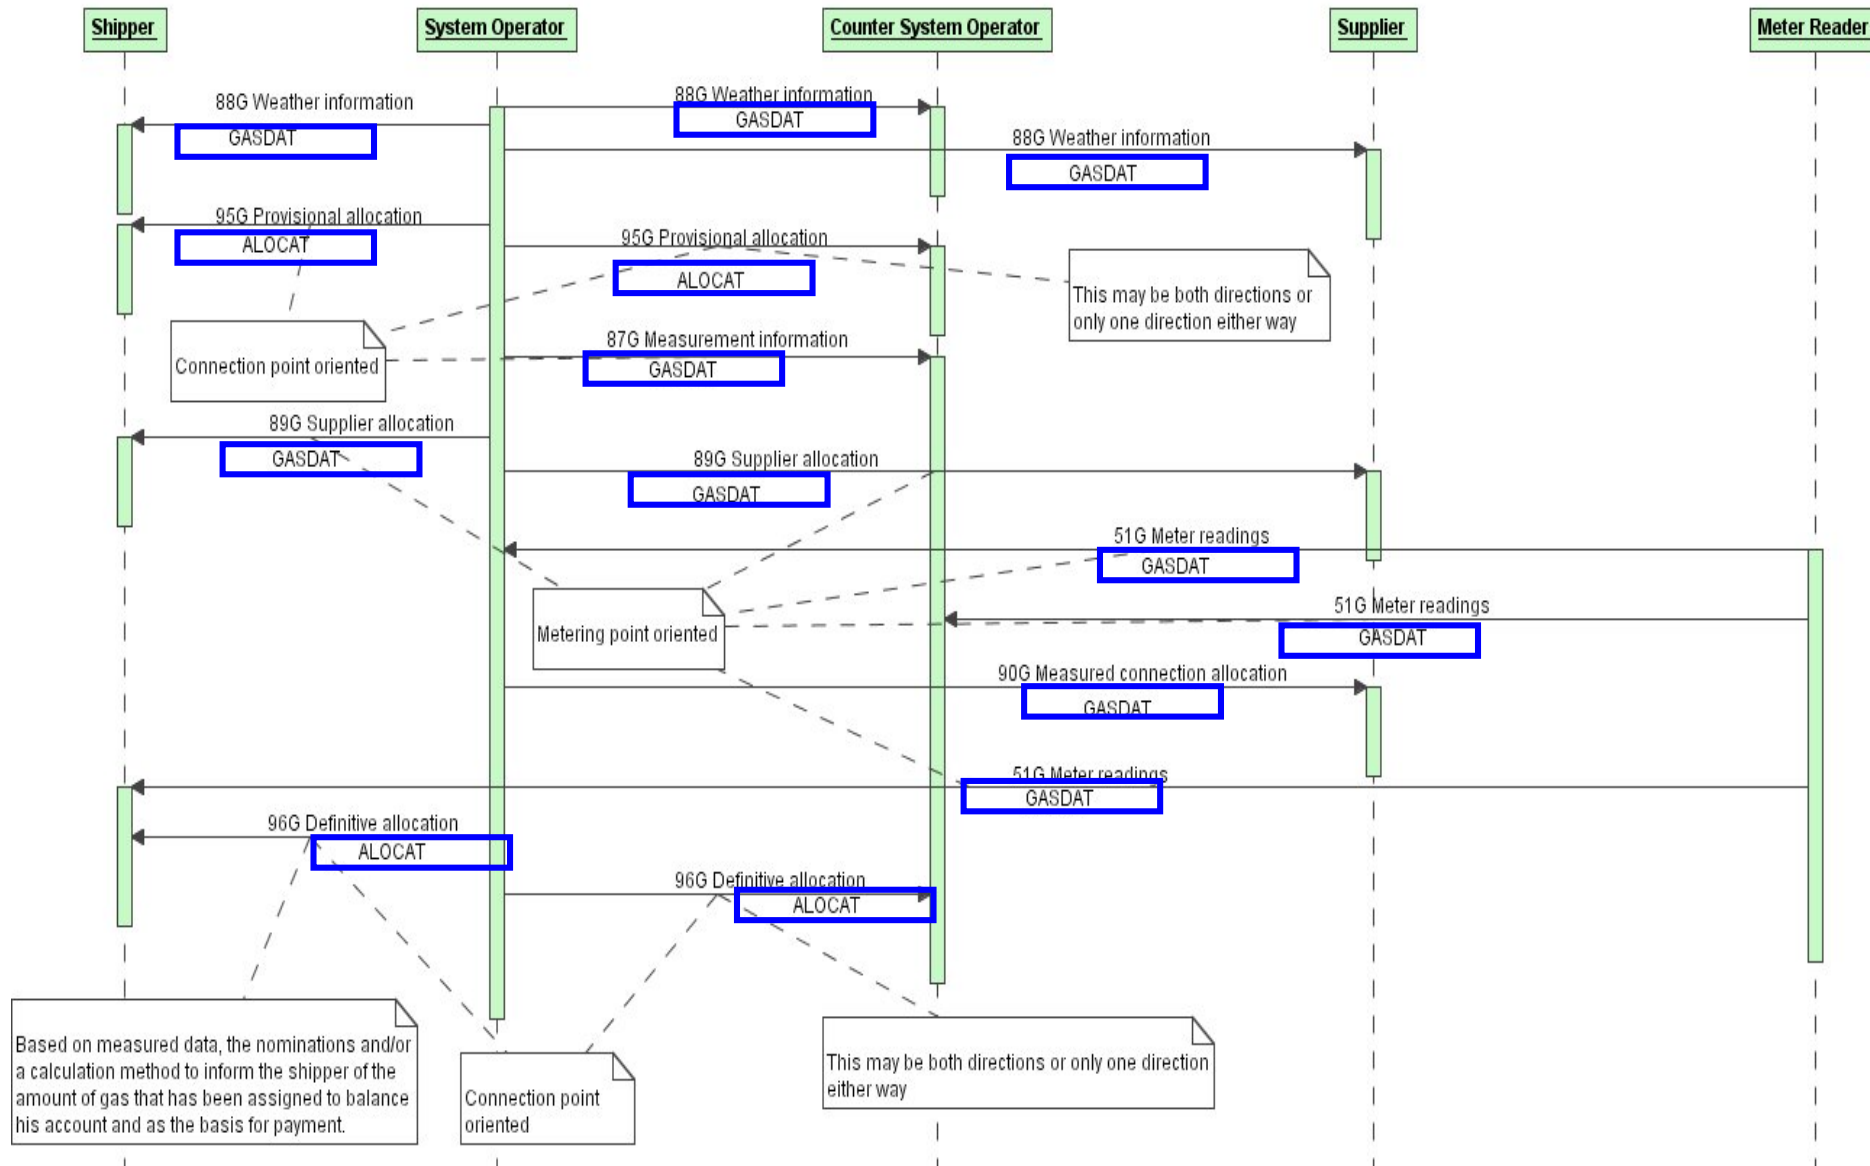 Shipper
System Operator
Counter System Operator
Supplier
Meter Reader
88G Weather information
GASDAT
88G Weather information
GASDAT
88G Weather information
GASDAT
95G Provisional allocation
ALOCAT
95G Provisional allocation
ALOCAT
This may be both directions or
only one direction either way
Connection point oriented
87G Measurement information
GASDAT
89G Supplier allocation
GASDAT
89G Supplier allocation
GASDAT
51G Meter readings
GASDAT
Metering point oriented
51G Meter readings
GASDAT
90G Measured connection allocation
GASDAT
51G Meter readings
GASDAT
96G Definitive allocation
ALOCAT
96G Definitive allocation
ALOCAT
Based on measured data, the nominations and/or
a calculation method to inform the shipper of the
amount of gas that has been assigned to balance
his account and as the basis for payment.
Connection point
oriented
This may be both directions or only one direction
either way